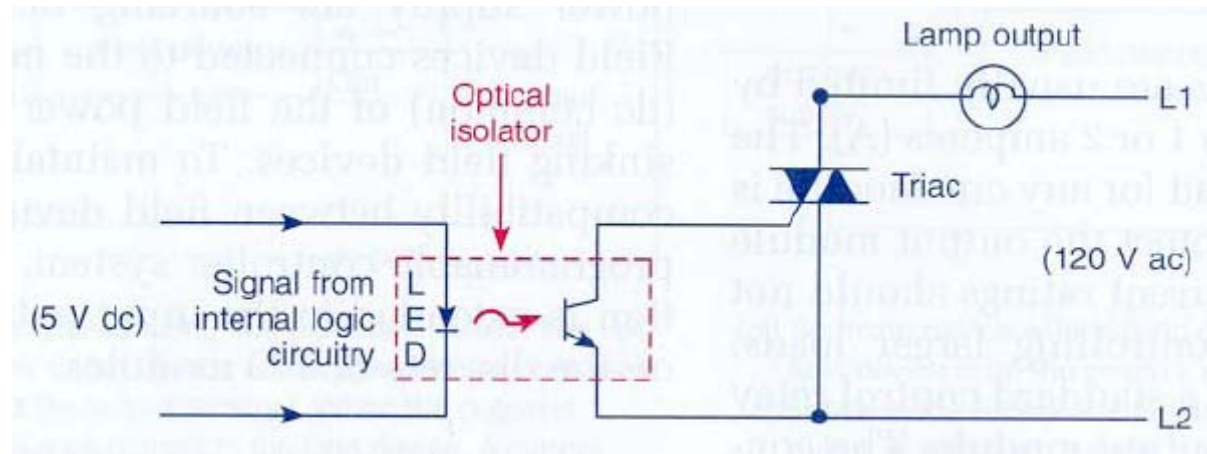 Lamp output
L1
Optical
isolator
Triac
(120 V ac)
Signal from
internal logic
circuitry
(5 V dc)
L
E
D
L2